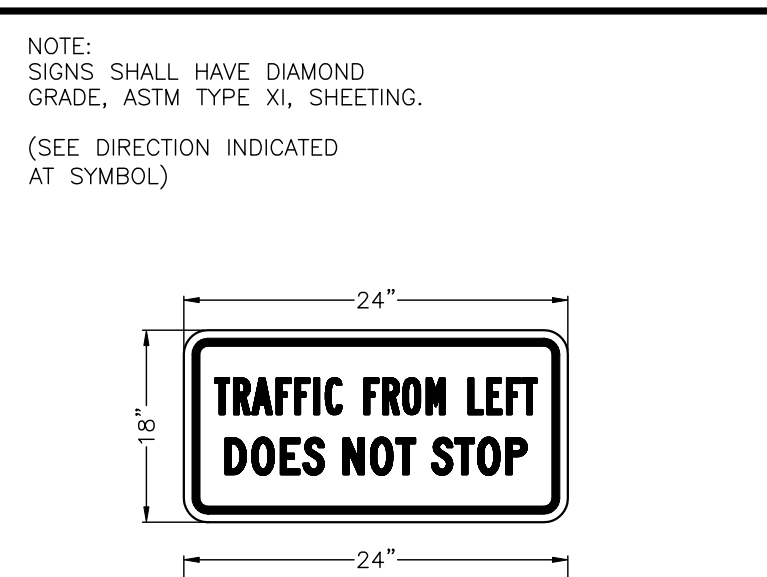 NOTE:
SIGNS SHALL HAVE DIAMOND
GRADE, ASTM TYPE XI, SHEETING.
(SEE DIRECTION INDICATED
AT SYMBOL)
24"
18"
TRAFFIC FROM LEFT
DOES NOT STOP
24"